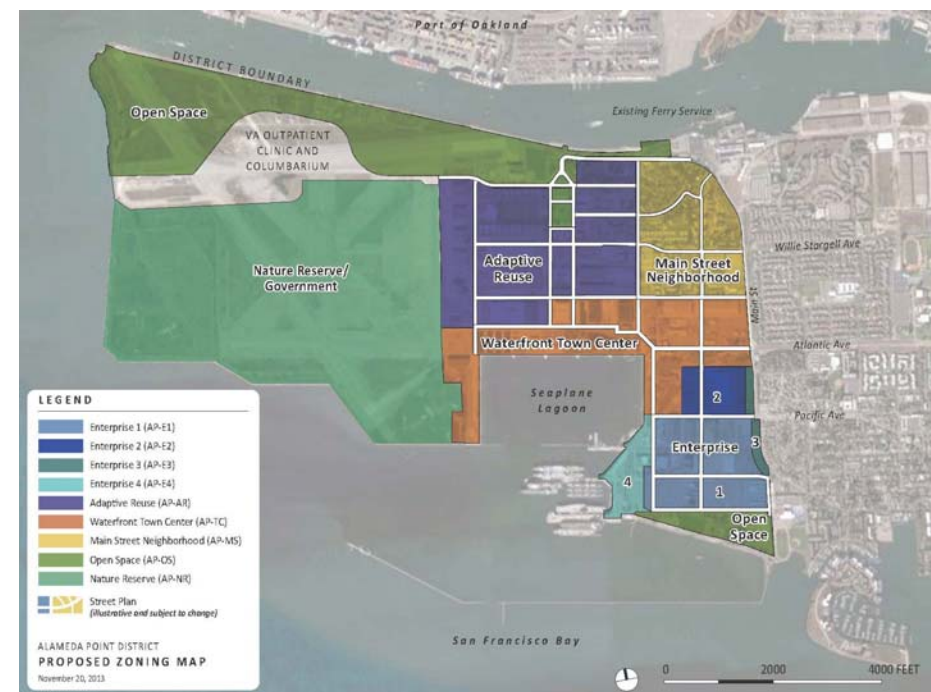 Port of Oakland
DISTRICT BOUNDARY
Existing Ferry Service
Open Space
VA OUTPATIENT
CLINIC AND
COLUMBARIUM
Willie Stargell Ave
Nature Reserve/
Government
Adaptive
Reuse
Main Street
Neighborhood
Main St
Waterfront Town Center
Atlantic Ave
Seaplane
Lagoon
2
Pacific Ave
Enterprise
3
4
1
Open
Space
LEGEND
Enterprise 1 (AP-E1)
Enterprise 2 (AP-E2)
Enterprise 3 (AP-E3)
Enterprise 4 (AP-E4)
Adaptive Reuse (AP-AR)
Waterfront Town Center (AP-TC)
Main Street Neighborhood (AP-MS)
Open Space (AP-OS)
Nature Reserve (AP-NR)
Street Plan
(illustrative and subject to change)
ALAMEDA POINT DISTRICT
PROPOSED ZONING MAP
November 20, 2013
San Francisco Bay
0 2000 4000 FEET